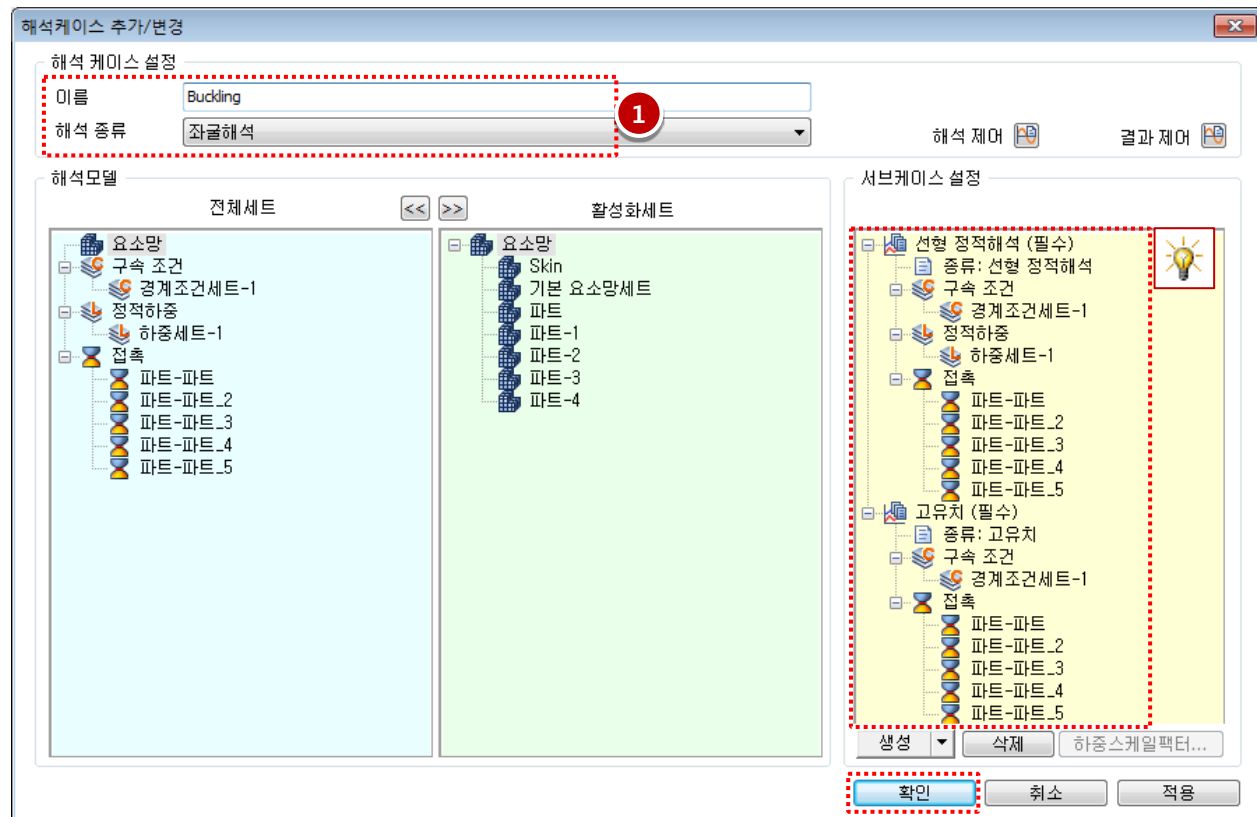 해석케이스 추가/변경
해석 케이스 설정
이름
Buckling
1
해석 종류
좌굴해석
해석 제어
결과 제어
해석모델
전체세트
<<
>>
활성화세트
요소망
구속 조건
경계조건세트-1
정적하중
하중세트-1
접촉
파트-파트
파트-파트_2
파트-파트_3
파트-파트_4
파트-파트_5
요소망
Skin
기본 요소망세트
파트
파트-1
파트-2
파트-3
파트-4
서브케이스 설정
선형 정적해석 (필수)
종류: 선형 정적해석
구속 조건
경계조건세트-1
정적하중
하중세트-1
접촉
파트-파트
파트-파트_2
파트-파트_3
파트-파트_4
파트-파트_5
고유치 (필수)
종류: 고유치
구속 조건
경계조건세트-1
접촉
파트-파트
파트-파트_2
파트-파트_3
파트-파트_4
파트-파트_5
생성
삭제
하중스케일팩터...
확인
취소
적용